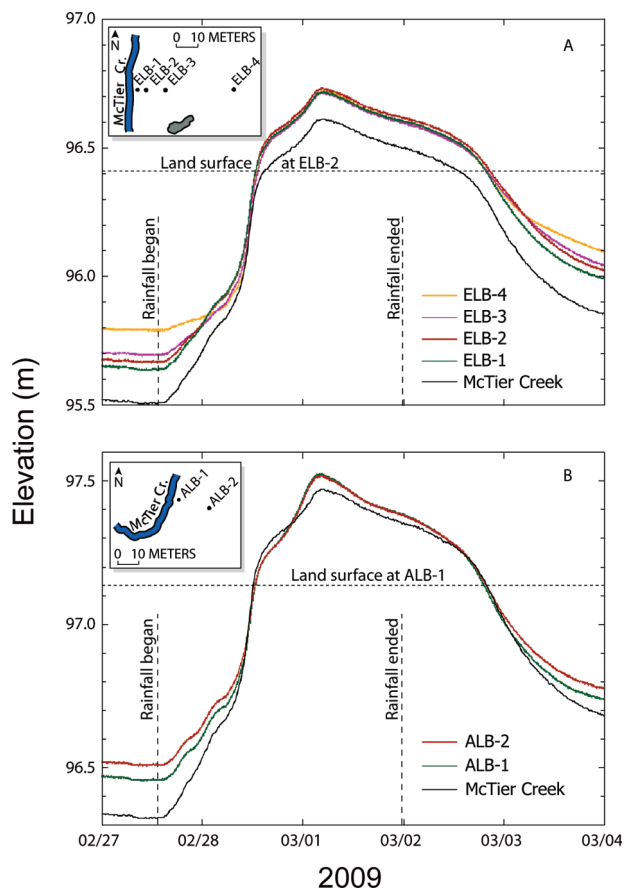 A
N
0 10 METERS
McTier Cr.
ELB-1
ELB-2
ELB-3
ELB-4
97.0
96.5
96.0
95.5
Land surface at ELB-2
Rainfall began
Rainfall ended
ELB-4
ELB-3
ELB-2
ELB-1
McTier Creek
Elevation (m)
B
N
McTier Cr.
ALB-1
ALB-2
0 10 METERS
97.5
97.0
96.5
Land surface at ALB-1
Rainfall began
Rainfall ended
ALB-2
ALB-1
McTier Creek
02/27 02/28 03/01 03/02 03/03 03/04
2009